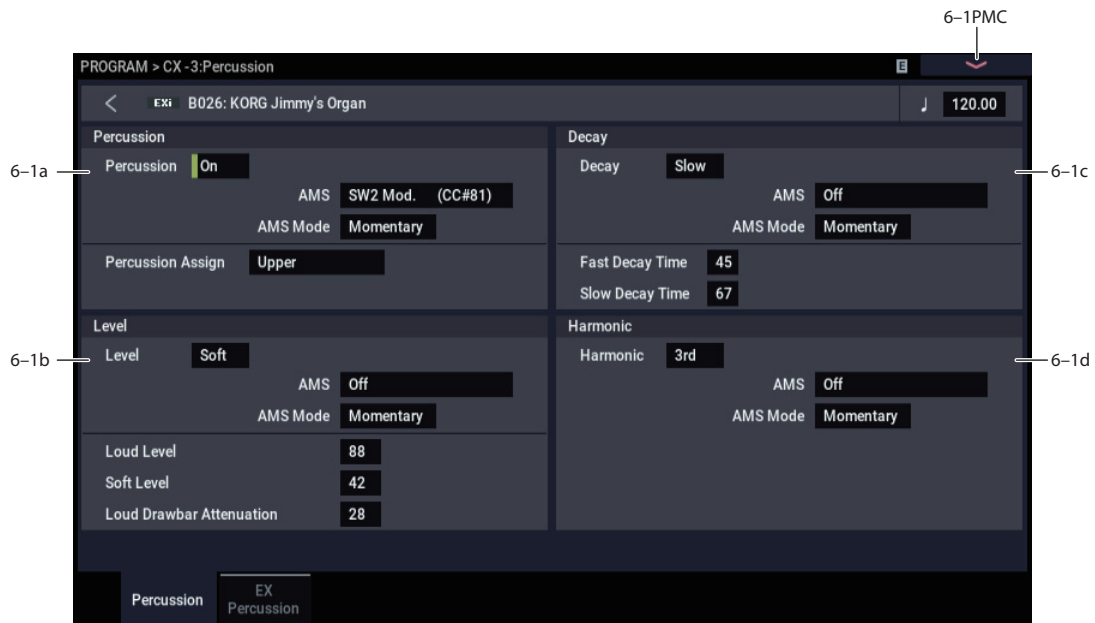 6–1PMC
PROGRAM > CX -3:Percussion
E
EXi B026: KORG Jimmy's Organ
♩ 120.00
Percussion
6–1a
Percussion On
AMS SW2 Mod. (CC#81)
AMS Mode Momentary
Percussion Assign Upper
Decay
6–1c
Decay Slow
AMS Off
AMS Mode Momentary
Fast Decay Time 45
Slow Decay Time 67
Level
6–1b
Level Soft
AMS Off
AMS Mode Momentary
Loud Level 88
Soft Level 42
Loud Drawbar Attenuation 28
Harmonic
6–1d
Harmonic 3rd
AMS Off
AMS Mode Momentary
Percussion
EX
Percussion